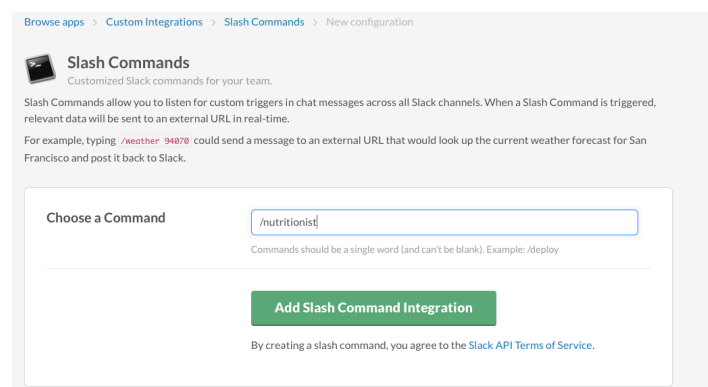 Browse apps > Custom Integrations > Slash Commands > New configuration
Slash Commands
Customized Slack commands for your team.
Slash Commands allow you to listen for custom triggers in chat messages across all Slack channels. When a Slash Command is triggered,
relevant data will be sent to an external URL in real-time.
For example, typing /weather 94070 could send a message to an external URL that would look up the current weather forecast for San
Francisco and post it back to Slack.
Choose a Command
/nutritionist
Commands should be a single word (and can't be blank). Example: /deploy
Add Slash Command Integration
By creating a slash command, you agree to the Slack API Terms of Service.